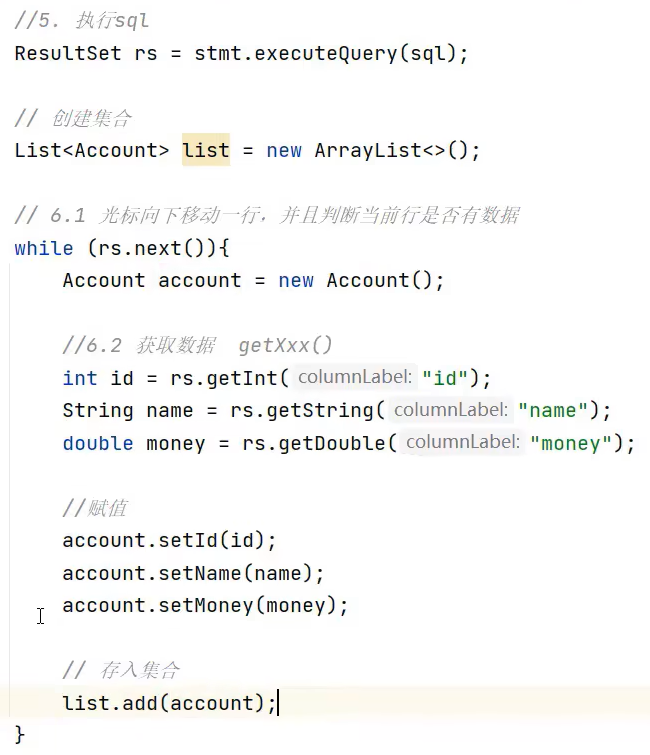 //5. 执行sql
ResultSet rs = stmt.executeQuery(sql);
// 创建集合
List<Account> list = new ArrayList<>();
// 6.1 光标向下移动一行，并且判断当前行是否有数据
while (rs.next()){
Account account = new Account();
//6.2 获取数据  getXxx()
int id = rs.getInt( columnLabel: "id");
String name = rs.getString( columnLabel: "name");
double money = rs.getDouble( columnLabel: "money");
//赋值
account.setId(id);
account.setName(name);
account.setMoney(money);
// 存入集合
list.add(account);
}